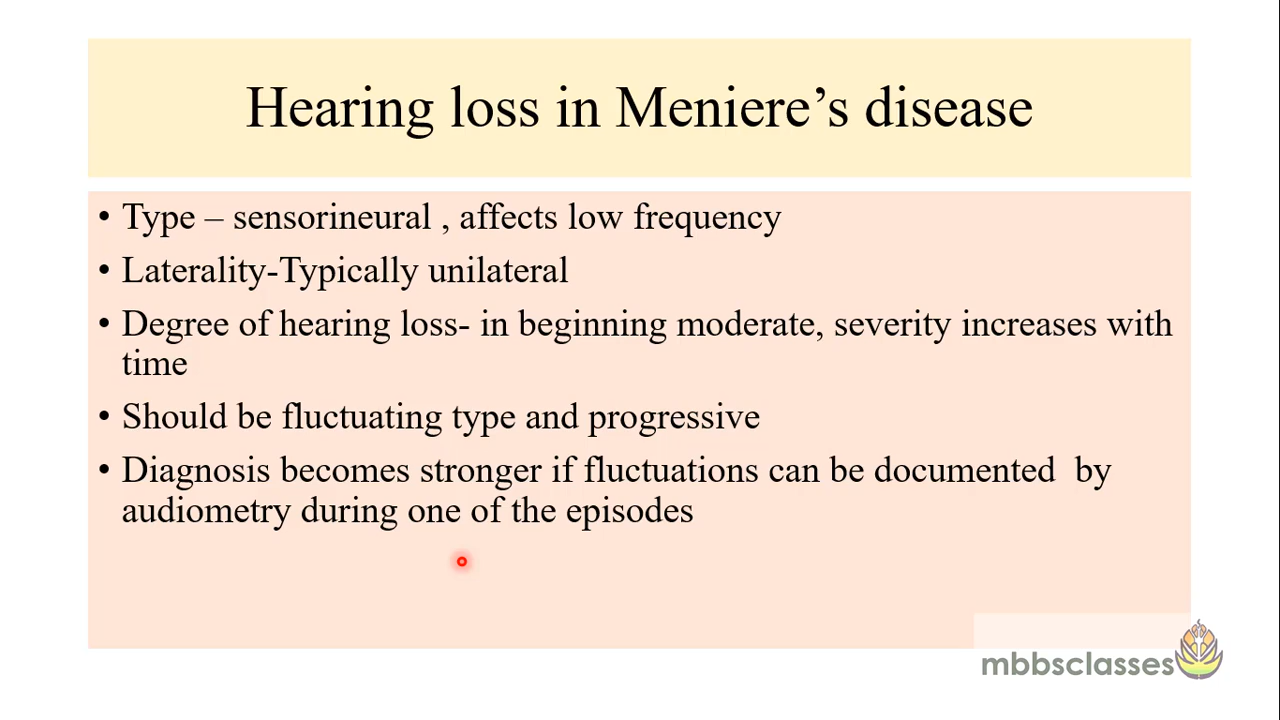 Hearing loss in Meniere’s disease
• Type – sensorineural , affects low frequency
• Laterality-Typically unilateral
• Degree of hearing loss- in beginning moderate, severity increases with
time
• Should be fluctuating type and progressive
• Diagnosis becomes stronger if fluctuations can be documented  by
audiometry during one of the episodes
mbbsclasses